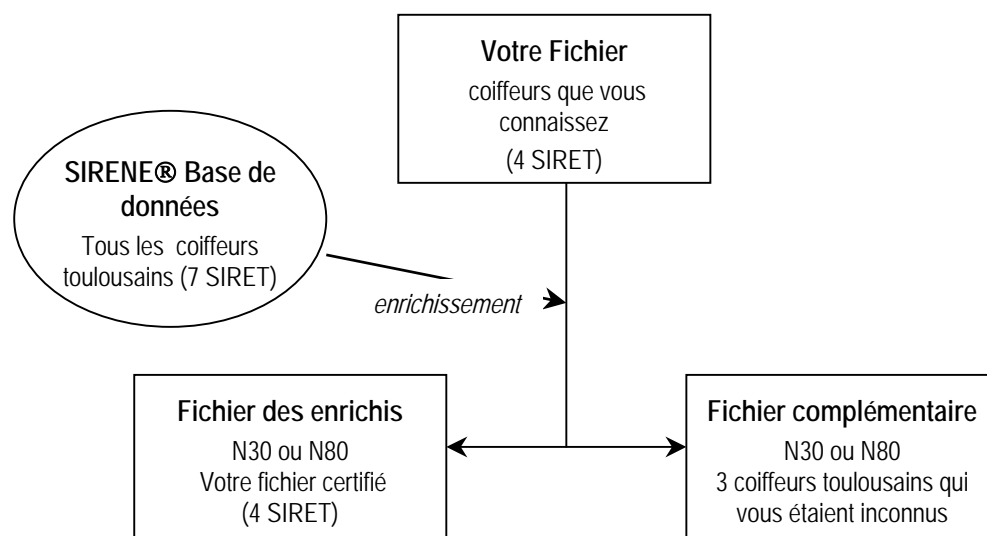 Votre Fichier
coiffeurs que vous
connaissez
(4 SIRET)
SIRENE® Base de
données
Tous les coiffeurs
toulousains (7 SIRET)
enrichissement
Fichier des enrichis
N30 ou N80
Votre fichier certifié
(4 SIRET)
Fichier complémentaire
N30 ou N80
3 coiffeurs toulousains qui
vous étaient inconnus